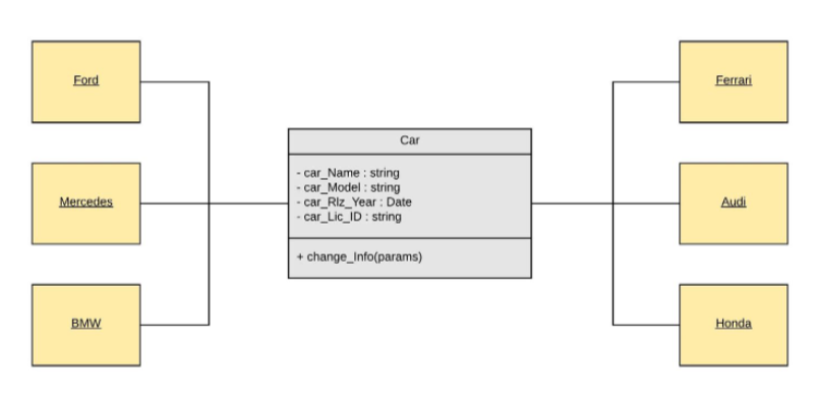 Ford
Mercedes
BMW
Car
- car_Name : string
- car_Model : string
- car_Rlz_Year : Date
- car_Lic_ID : string
+ change_Info(params)
Ferrari
Audi
Honda